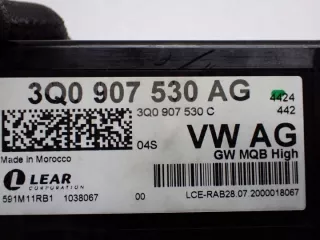 3Q0 907 530 AG
4424
3Q0 907 530 C
442
04S
VW AG
Made in Morocco
GW MQB High
LEAR
CORPORATION
591M11RB1 1038067 00
LCE-RAB28.07.2000018067